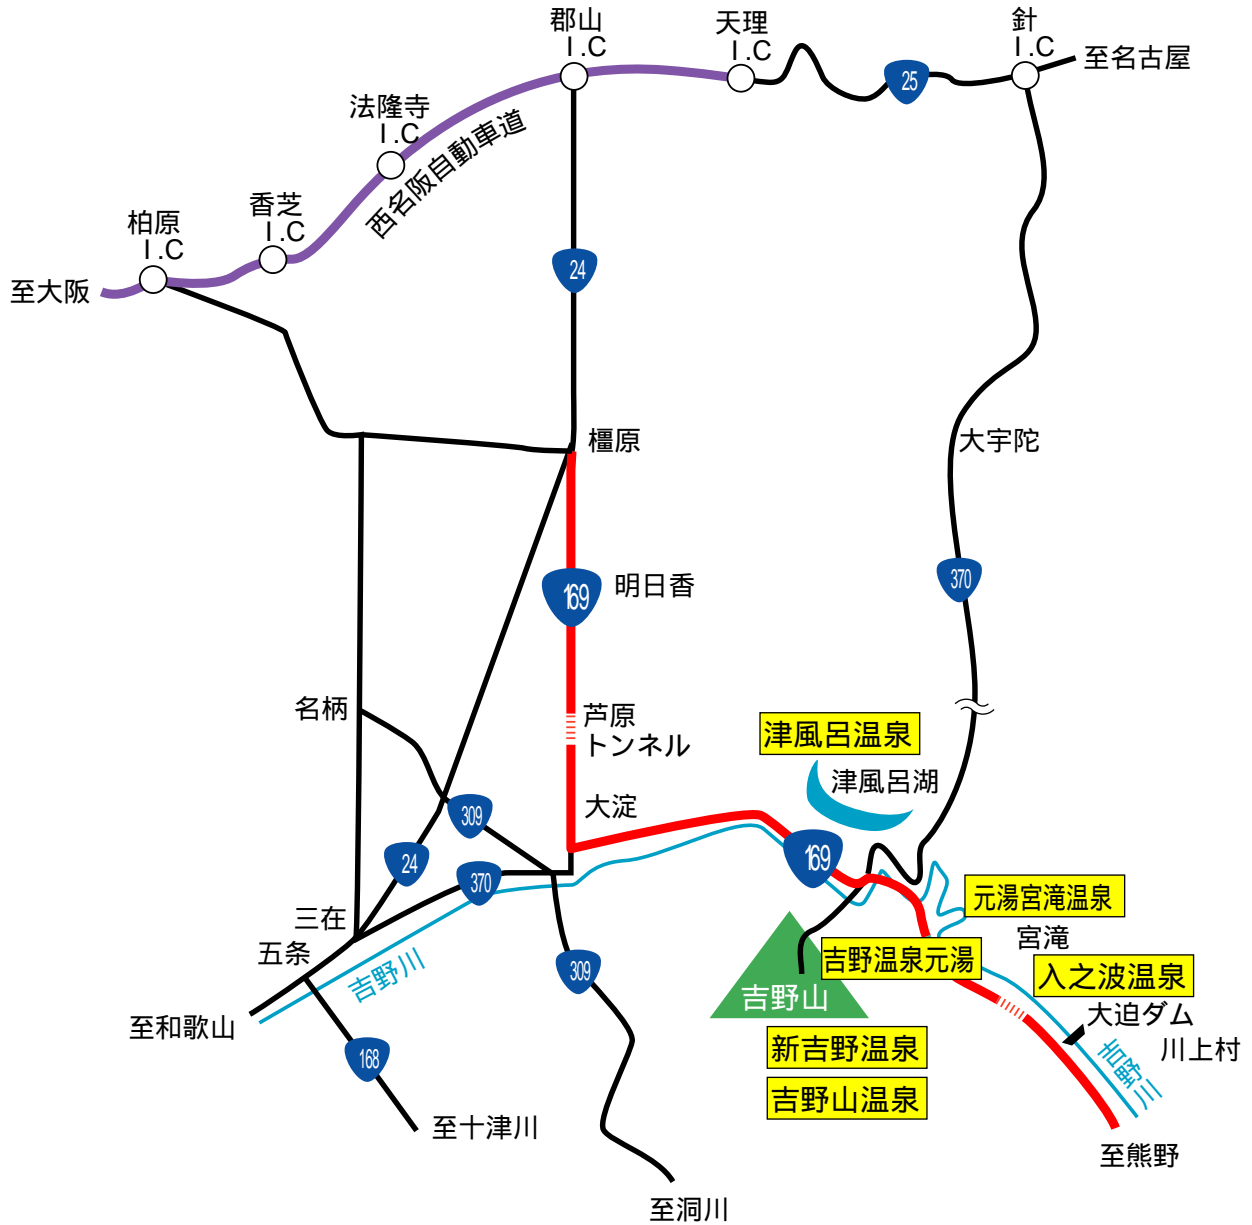 郡山
I.C
天理
I.C
針
I.C
至名古屋
25
法隆寺
I.C
西名阪自動車道
香芝
I.C
柏原
I.C
至大阪
24
橿原
大宇陀
169
明日香
370
名柄
芦原
トンネル
津風呂温泉
津風呂湖
大淀
309
24
370
169
三在
五条
吉野川
元湯宮滝温泉
宮滝
吉野温泉元湯
入之波温泉
309
吉野山
至和歌山
大迫ダム
川上村
吉野川
新吉野温泉
168
吉野山温泉
至十津川
至熊野
至洞川